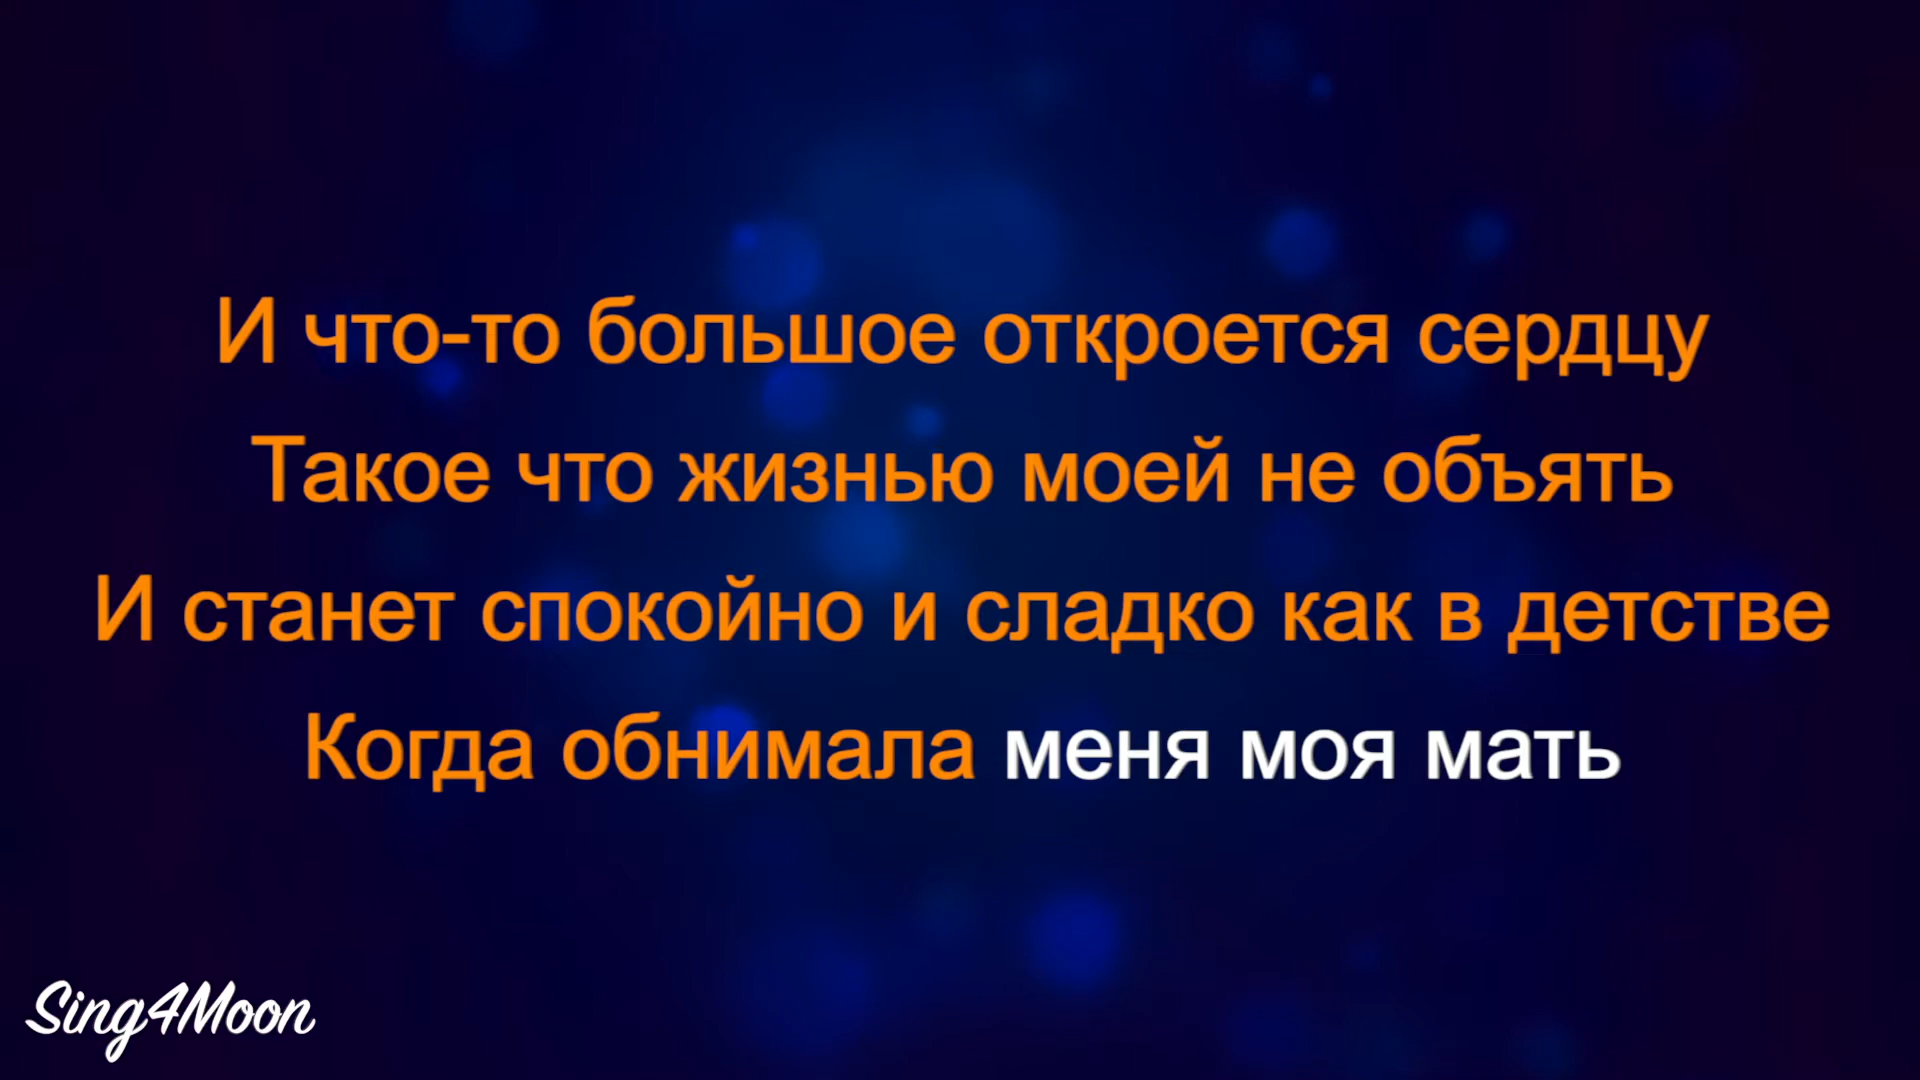 И что-то большое откроется сердцу
Такое что жизнью моей не объять
И станет спокойно и сладко как в детстве
Когда обнимала меня моя мать
Sing4Moon